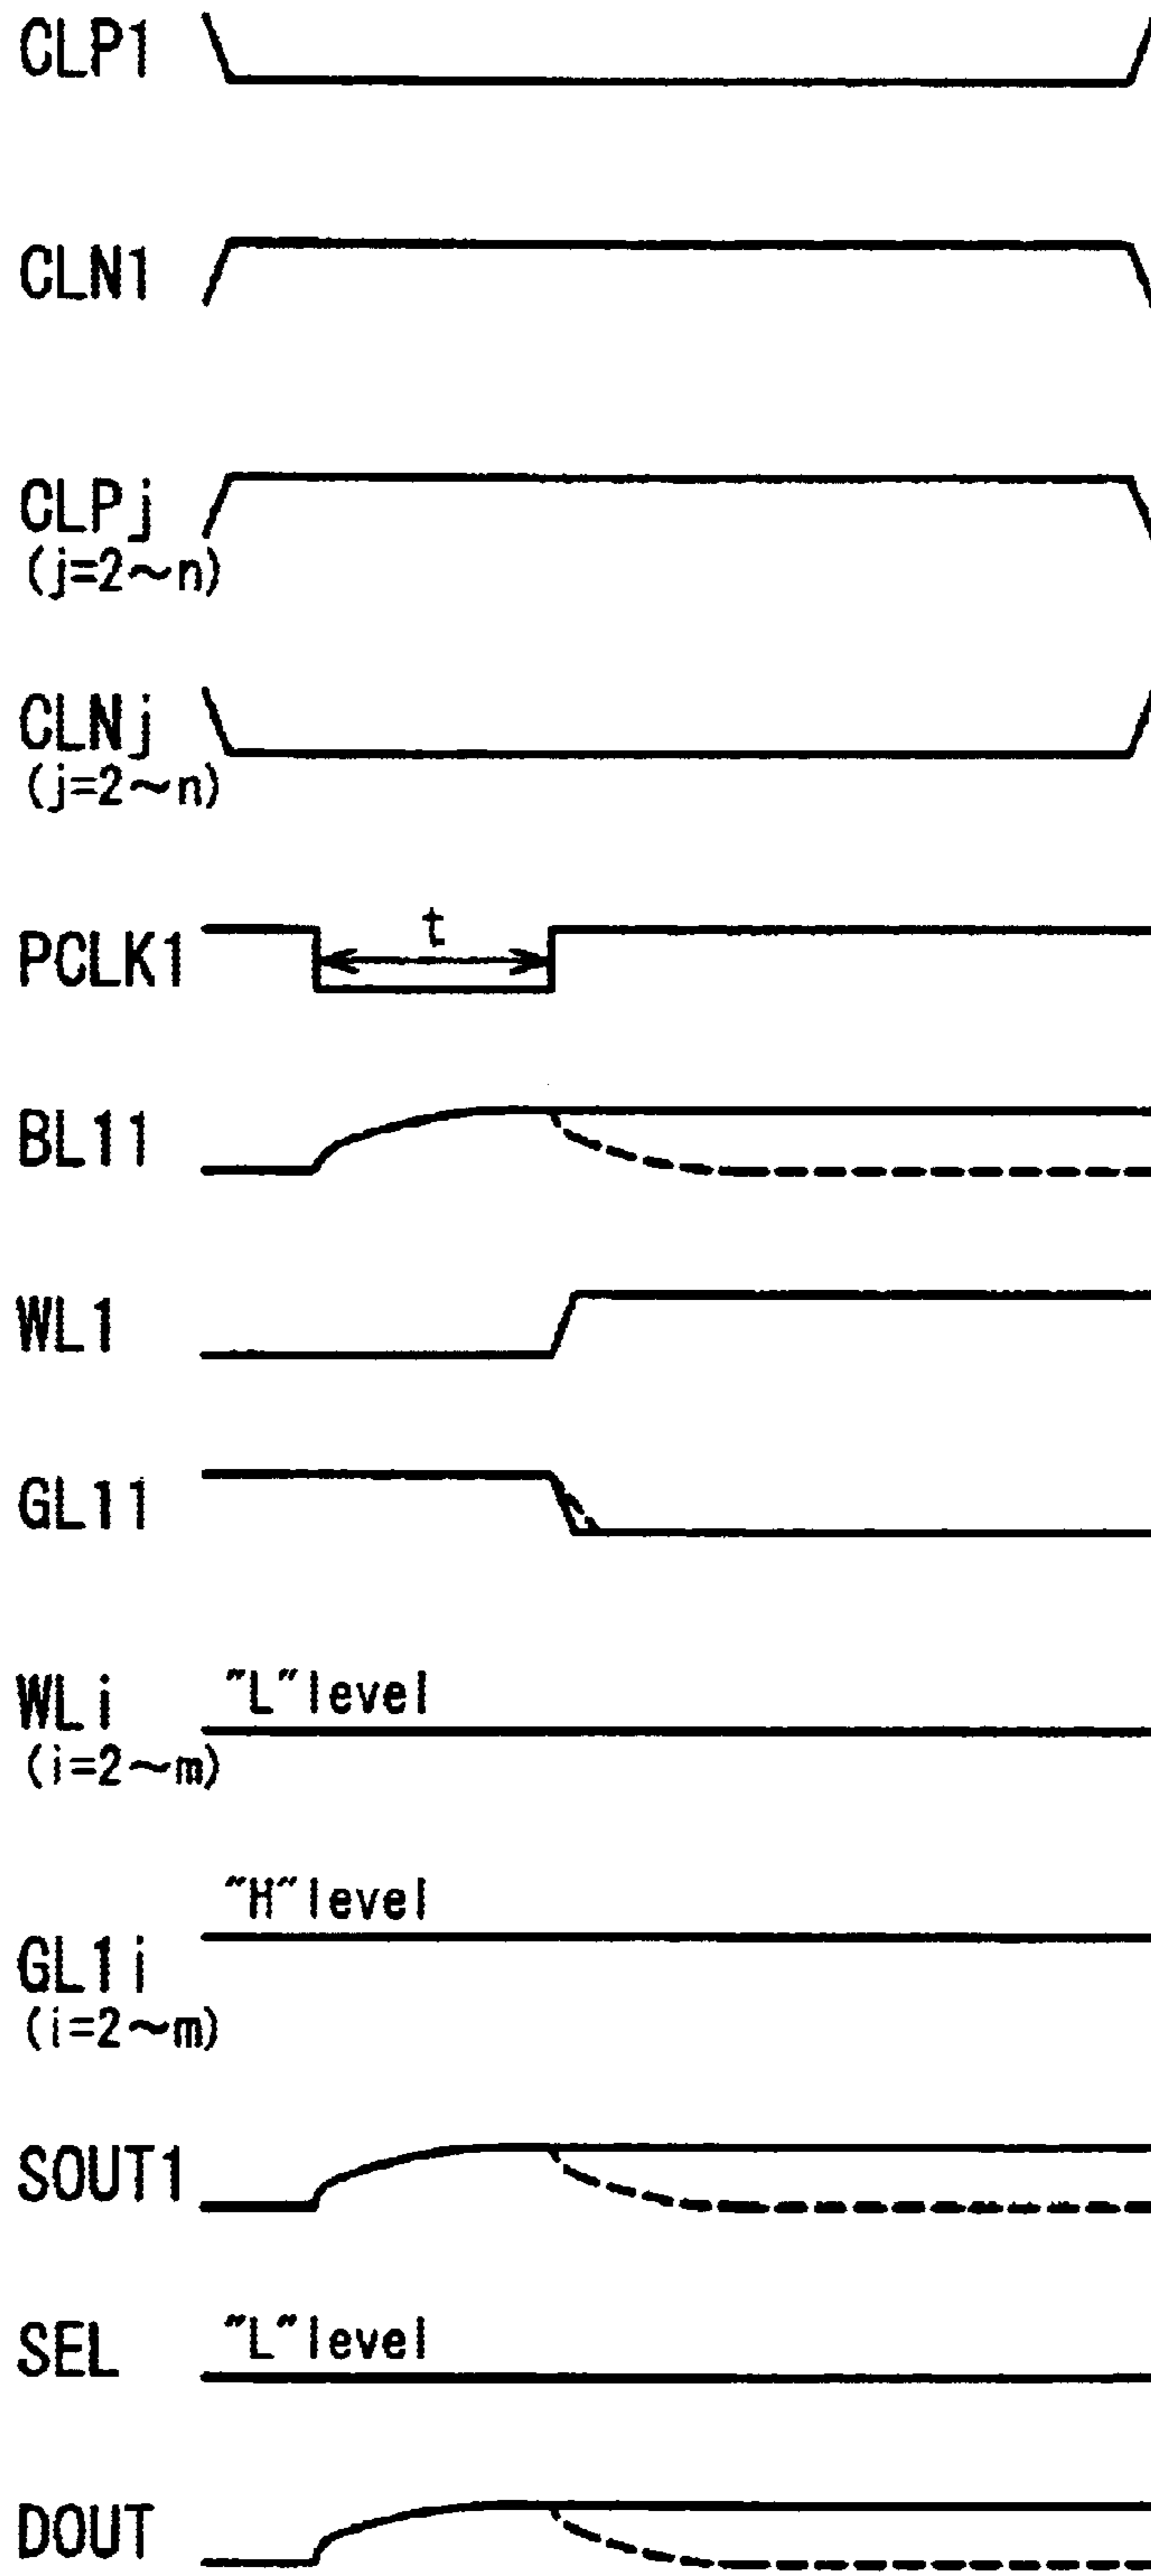 CLP1
CLN1
CLPj
(j=2～n)
CLNj
(j=2～n)
t
PCLK1
BL11
WL1
GL11
"L"level
WLi
(i=2～m)
"H"level
GL1i
(i=2～m)
SOUT1
"L"level
SEL
DOUT